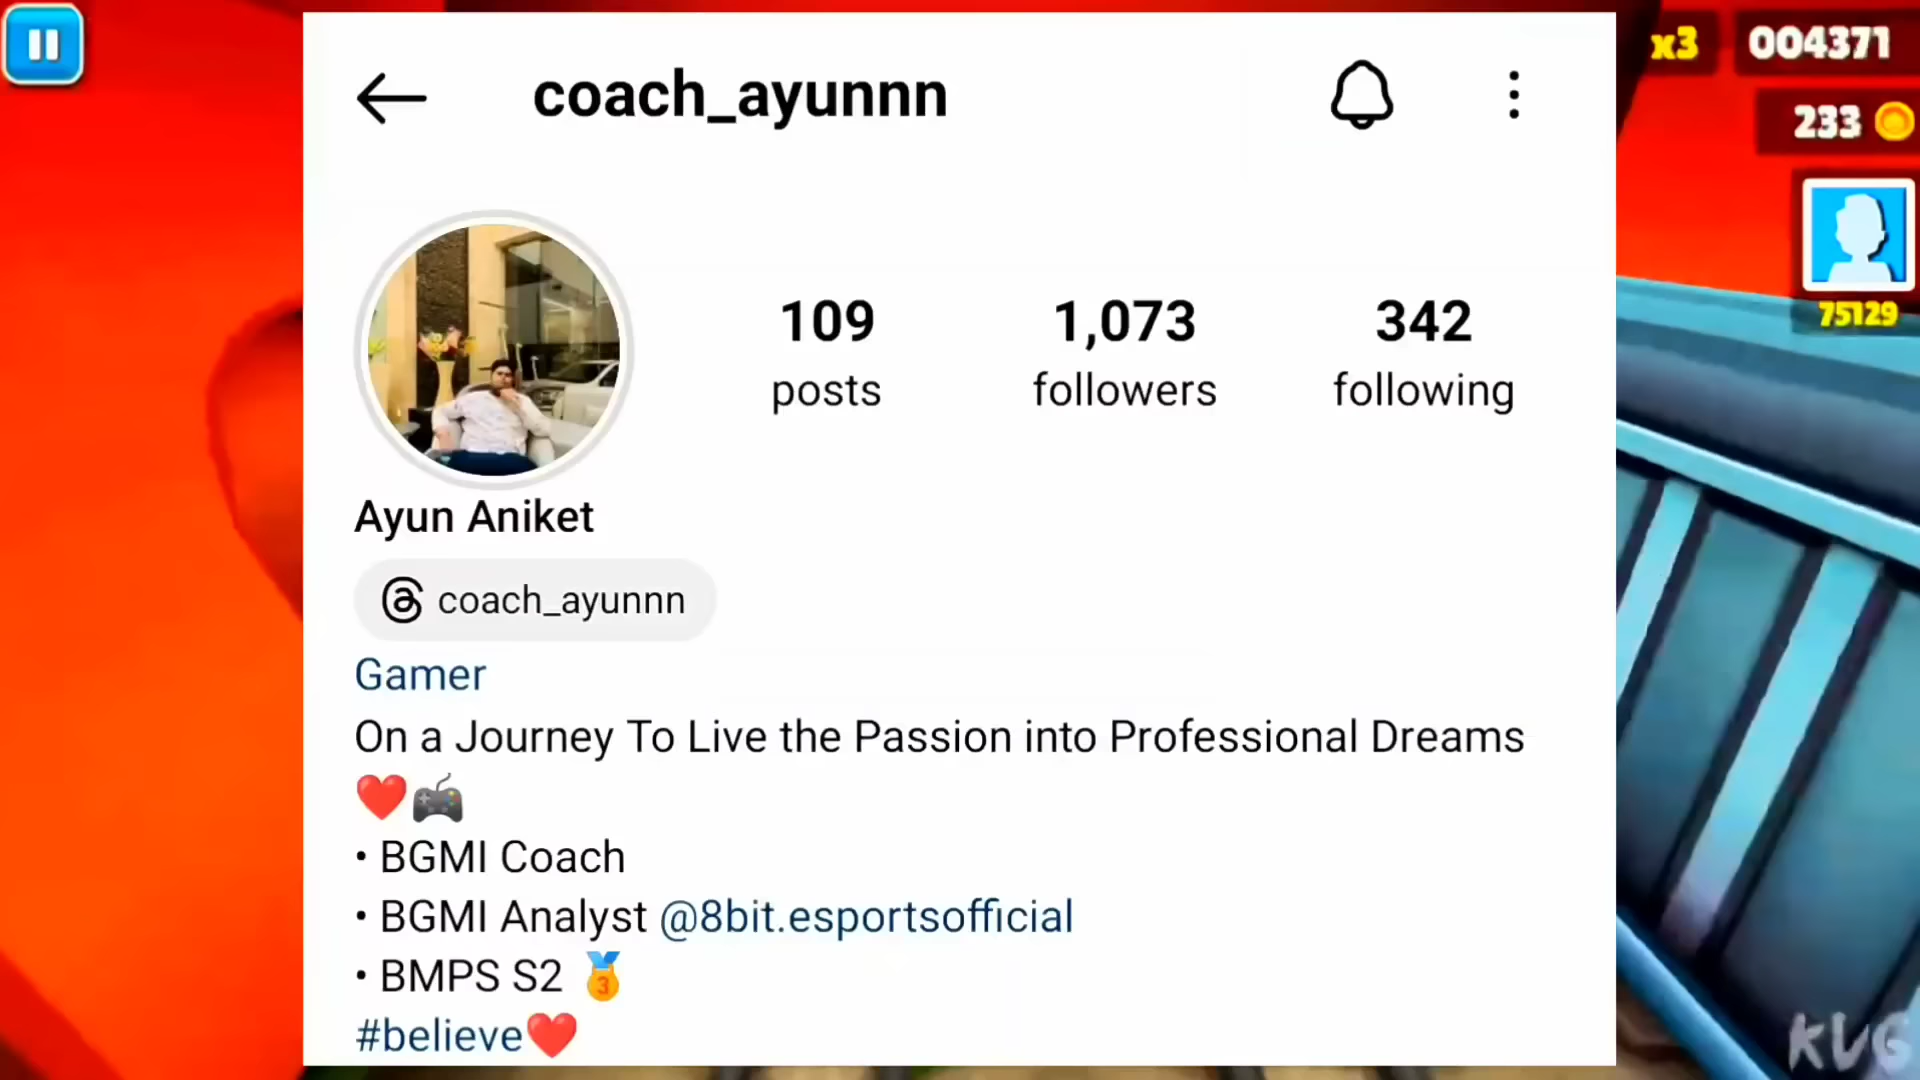 coach_ayunnn
x3 004371
233
75129
109 1,073 342
posts followers following
Ayun Aniket
coach_ayunnn
Gamer
On a Journey To Live the Passion into Professional Dreams
❤️🎮
• BGMI Coach
• BGMI Analyst @8bit.esportsofficial
• BMPS S2 🥉
#believe❤️
KVG